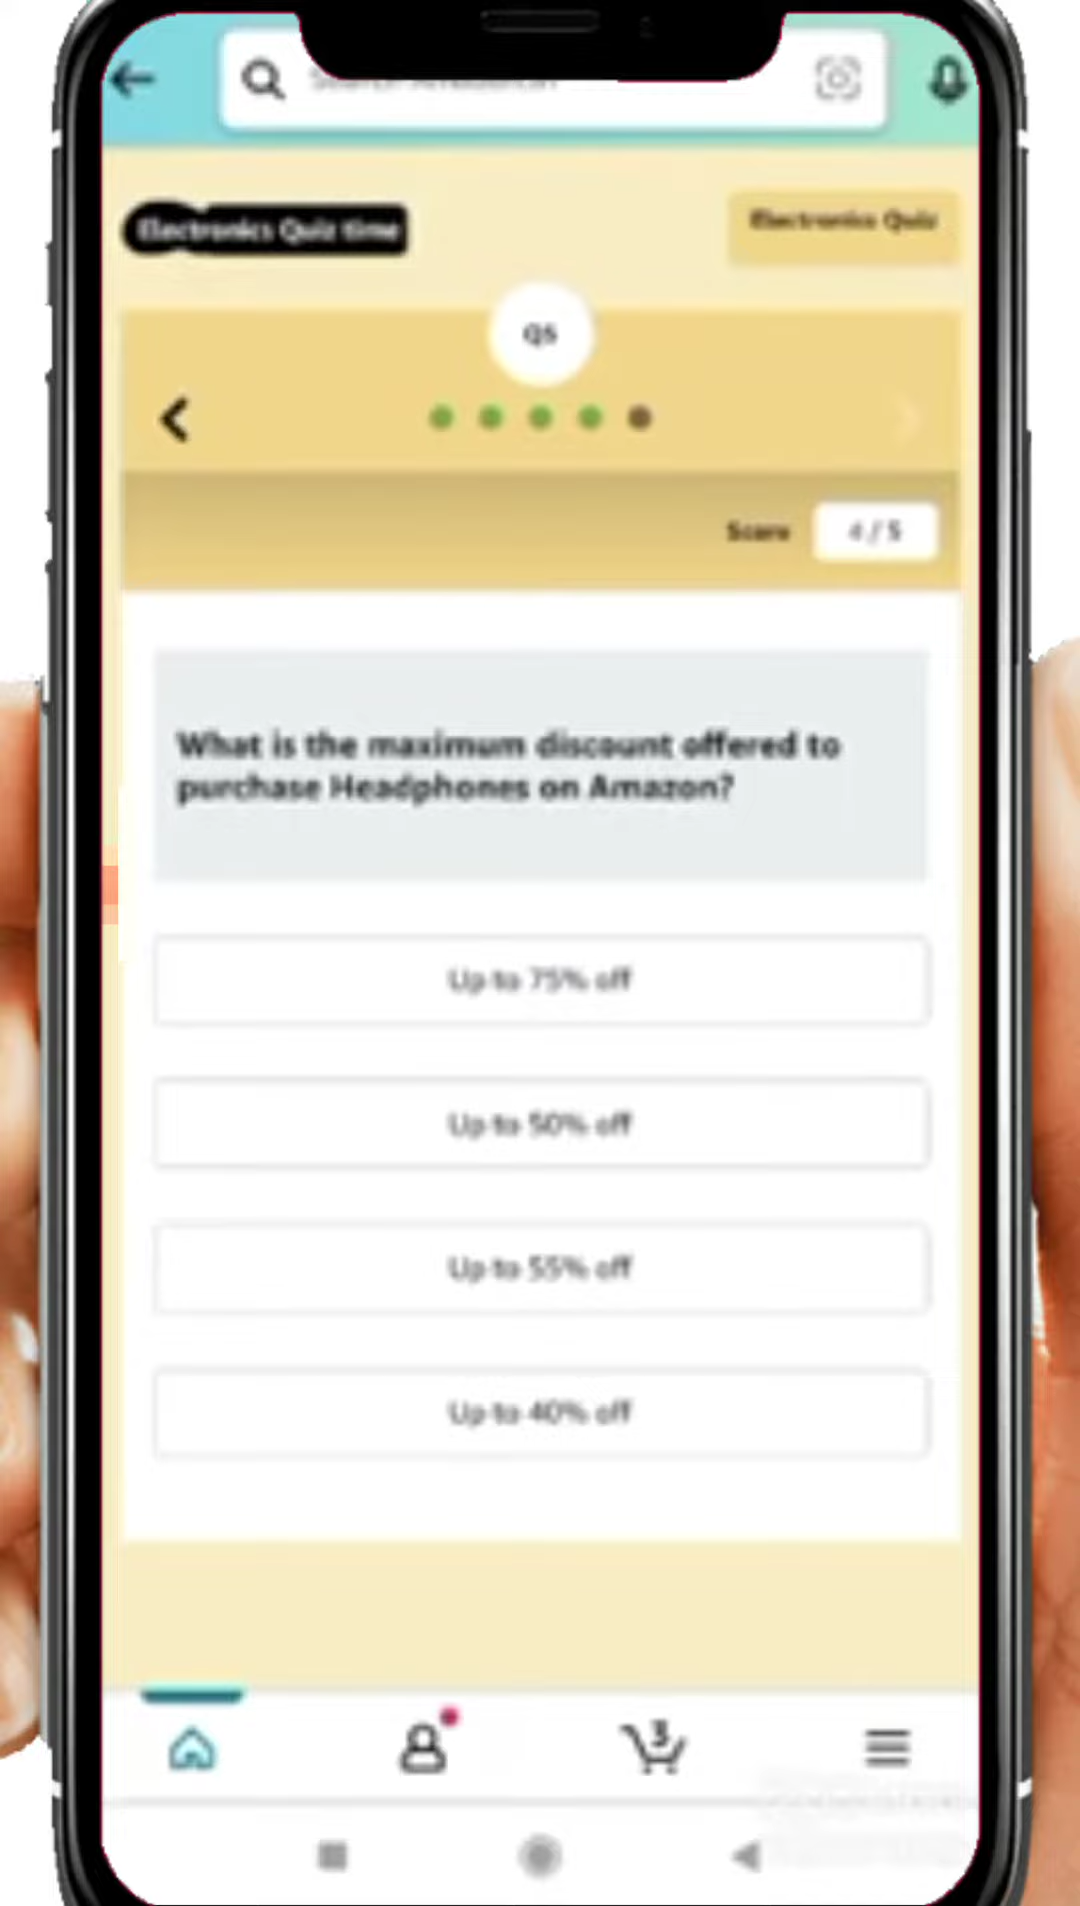 Electronics Quiz time
Electronics Quiz
Q5
Score
4 / 5
What is the maximum discount offered to
purchase Headphones on Amazon?
Up to 75% off
Up to 50% off
Up to 55% off
Up to 40% off
3